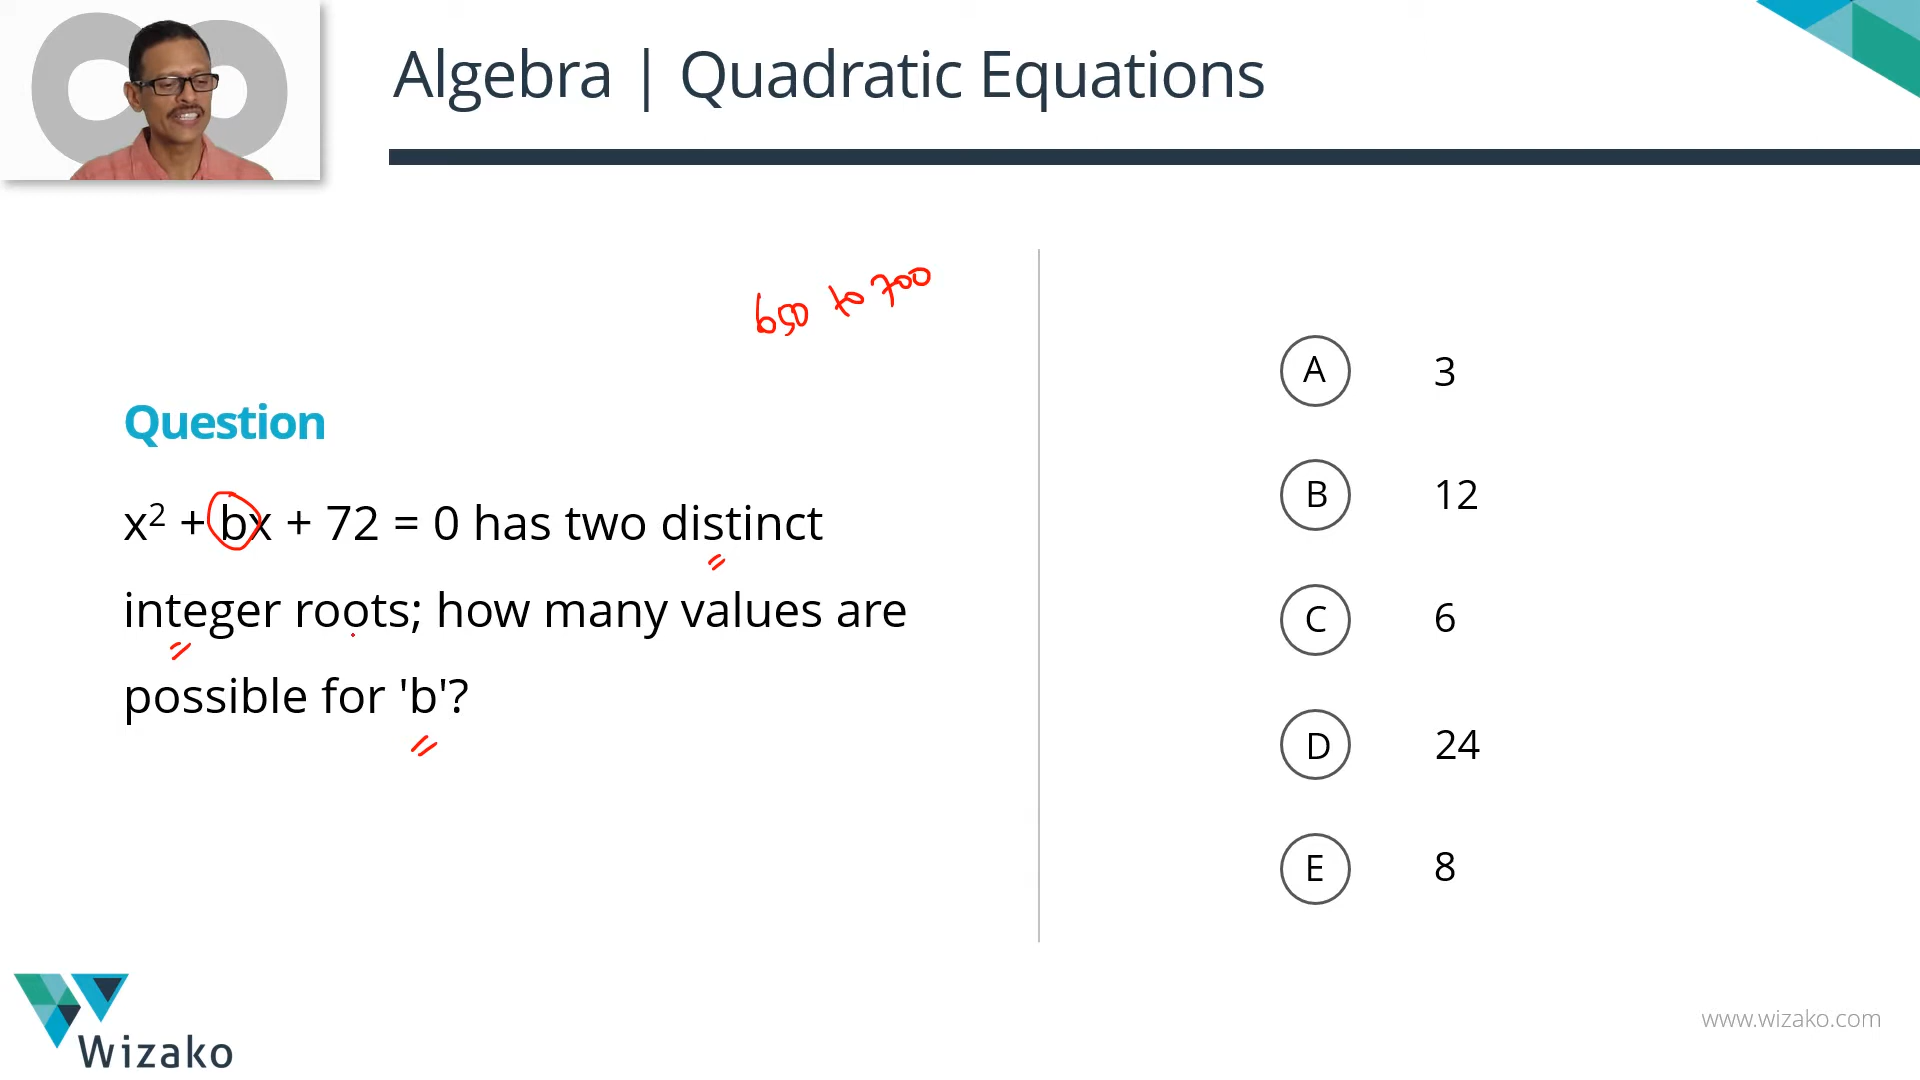 Algebra | Quadratic Equations
650 to 700
Question
x² + bx + 72 = 0 has two distinct
integer roots; how many values are
possible for 'b'?
A 3
B 12
C 6
D 24
E 8
Wizako
www.wizako.com